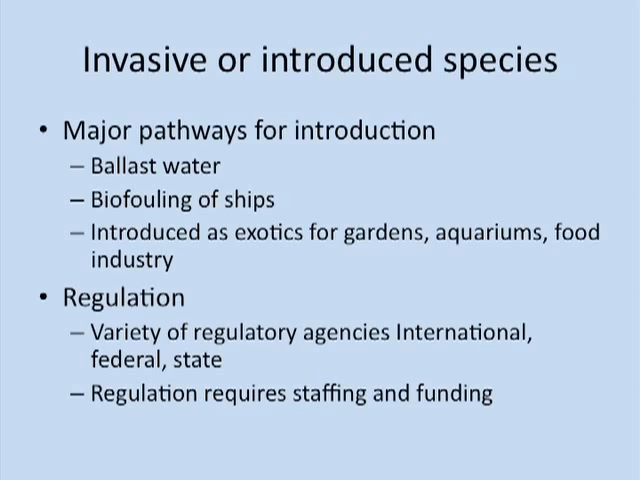 Invasive or introduced species
• Major pathways for introduction
– Ballast water
– Biofouling of ships
– Introduced as exotics for gardens, aquariums, food
industry
• Regulation
– Variety of regulatory agencies International,
federal, state
– Regulation requires staffing and funding